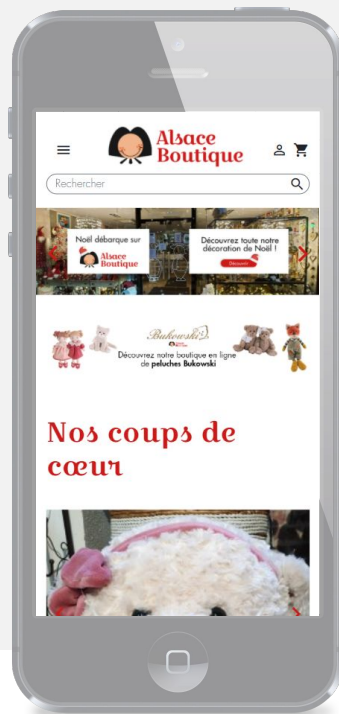 Alsace
Boutique
Rechercher
Noël débarque sur
Alsace
Boutique
Découvrez toute notre
décoration de Noël !
Découvrir
Bukowski
Découvrez notre boutique en ligne
de peluches Bukowski
Nos coups de
cœur